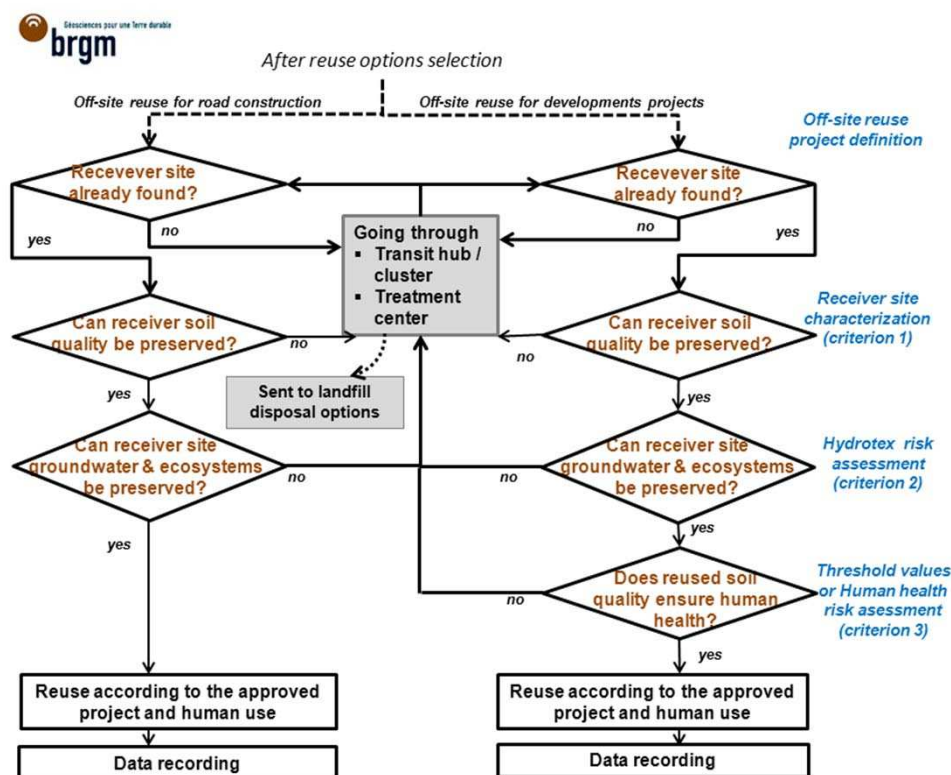 Géosciences pour une Terre durable
brgm
After reuse options selection
Off-site reuse for road construction
Off-site reuse for developments projects
Off-site reuse
project definition
Recevever site
already found?
Recevever site
already found?
yes
no
no
yes
Going through
▪ Transit hub /
cluster
▪ Treatment
center
Can receiver soil
quality be preserved?
no
Can receiver soil
quality be preserved?
no
Receiver site
characterization
(criterion 1)
Sent to landfill
disposal options
yes
yes
Can receiver site
groundwater & ecosystems
be preserved?
no
Can receiver site
groundwater & ecosystems
be preserved?
no
Hydrotex risk
assessment
(criterion 2)
yes
yes
Does reused soil
quality ensure human
health?
no
Threshold values
or Human health
risk asessment
(criterion 3)
yes
Reuse according to the approved
project and human use
Reuse according to the approved
project and human use
Data recording
Data recording